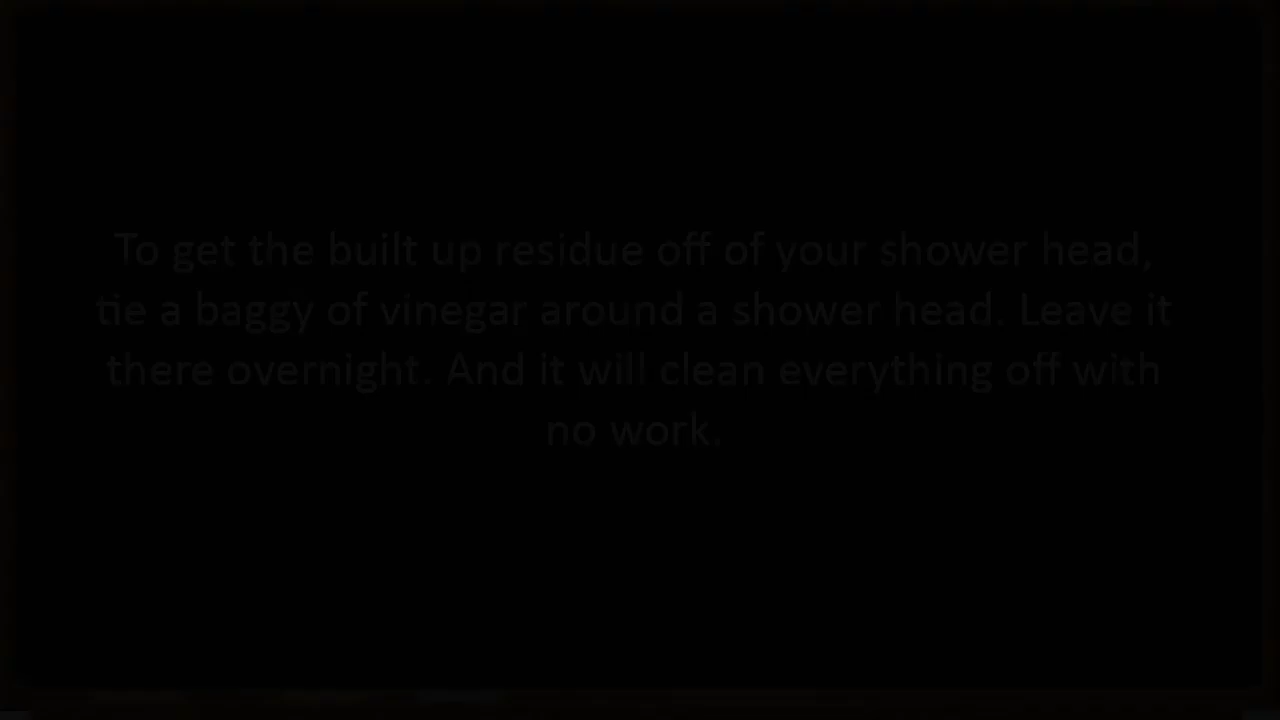 To get the built up residue off of your shower head,
tie a baggy of vinegar around a shower head. Leave it
there overnight. And it will clean everything off with
no work.